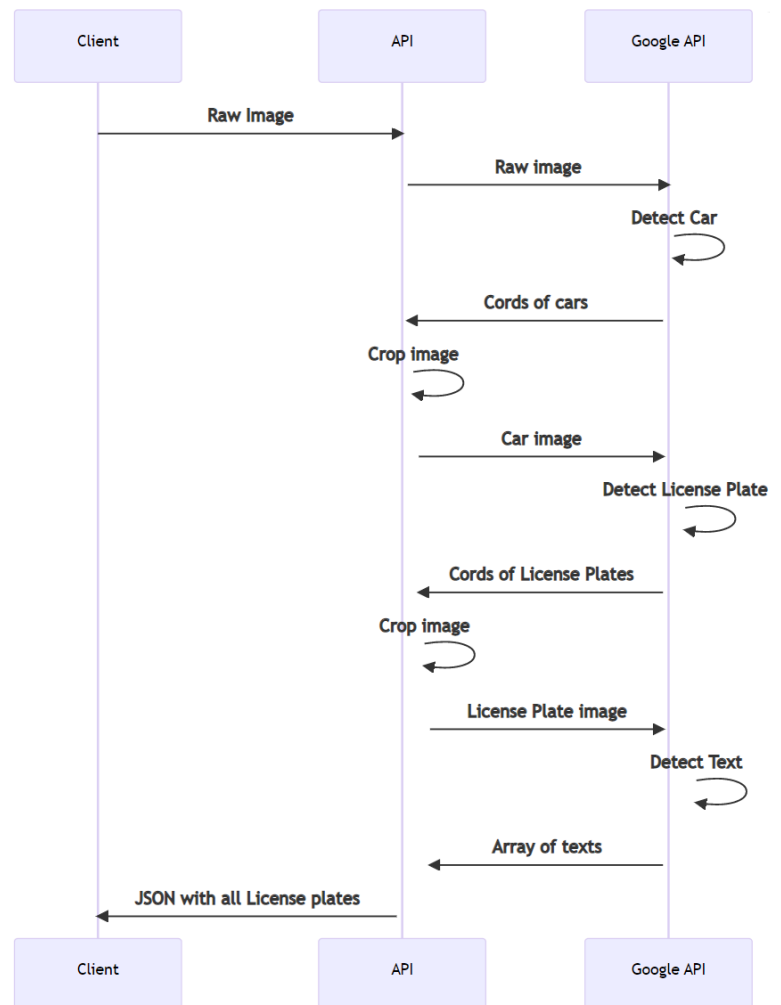 Client
API
Google API
Raw Image
Raw image
Detect Car
Cords of cars
Crop image
Car image
Detect License Plate
Cords of License Plates
Crop image
License Plate image
Detect Text
Array of texts
JSON with all License plates
Client
API
Google API